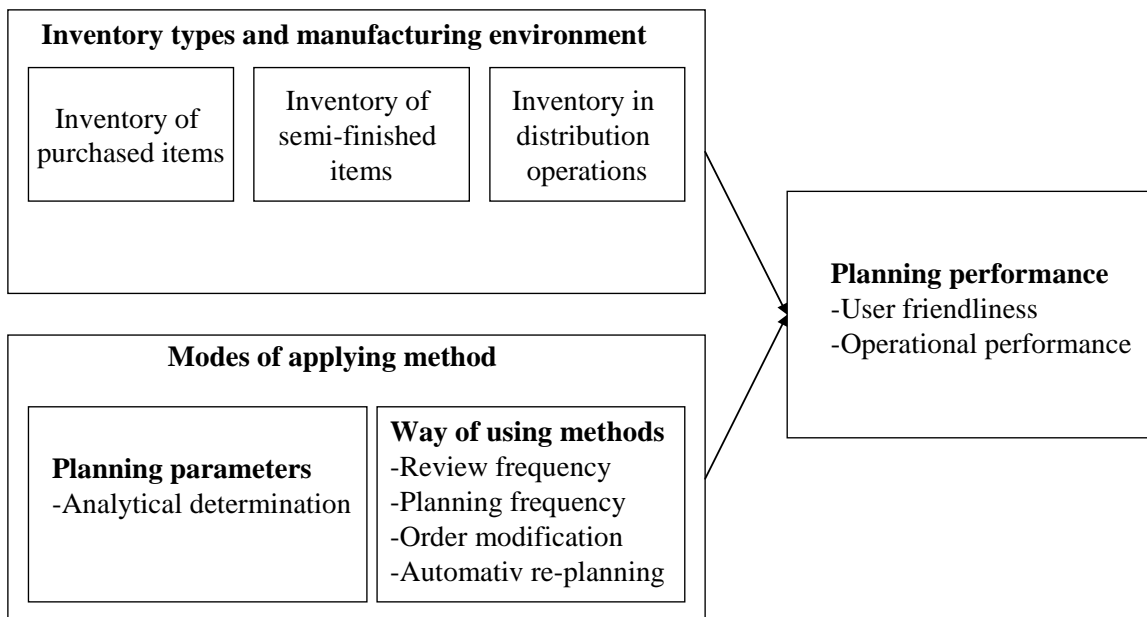 Inventory types and manufacturing environment
Inventory of
purchased items
Inventory of
semi-finished
items
Inventory in
distribution
operations
Modes of applying method
Planning parameters
-Analytical determination
Way of using methods
-Review frequency
-Planning frequency
-Order modification
-Automativ re-planning
Planning performance
-User friendliness
-Operational performance